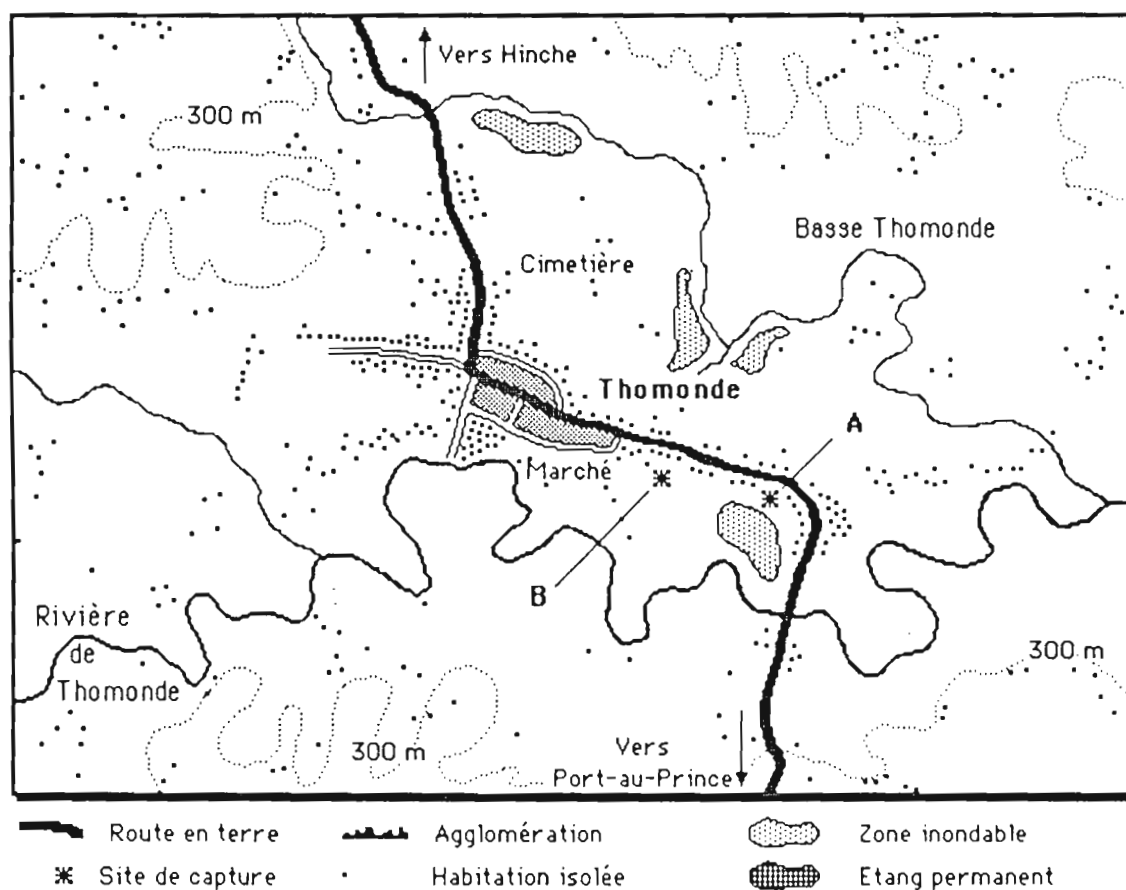 Vers Hinche
300 m
Basse Thomonde
Cimetière
Thomonde
A
Marché
B
Rivière
de
Thomonde
300 m
300 m
Vers
Port-au-Prince
Route en terre
Agglomération
Zone inondable
Site de capture
Habitation isolée
Etang permanent